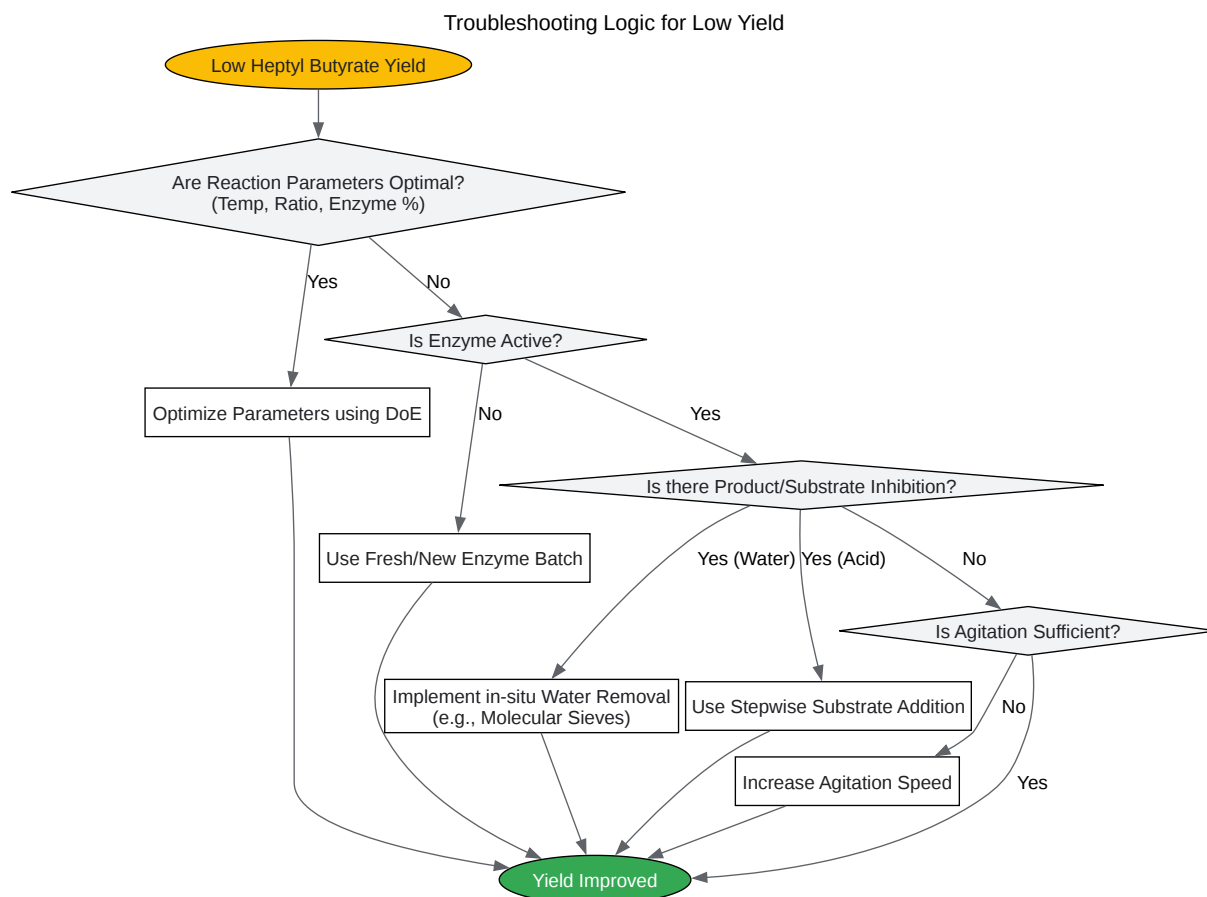 Troubleshooting Logic for Low Yield
Low Heptyl Butyrate Yield
Are Reaction Parameters Optimal?
(Temp, Ratio, Enzyme %)
Yes
No
Is Enzyme Active?
Optimize Parameters using DoE
No
Yes
Is there Product/Substrate Inhibition?
Use Fresh/New Enzyme Batch
Yes (Water)
Yes (Acid)
No
Is Agitation Sufficient?
Implement in-situ Water Removal
(e.g., Molecular Sieves)
Use Stepwise Substrate Addition
No
Increase Agitation Speed
Yes
Yield Improved